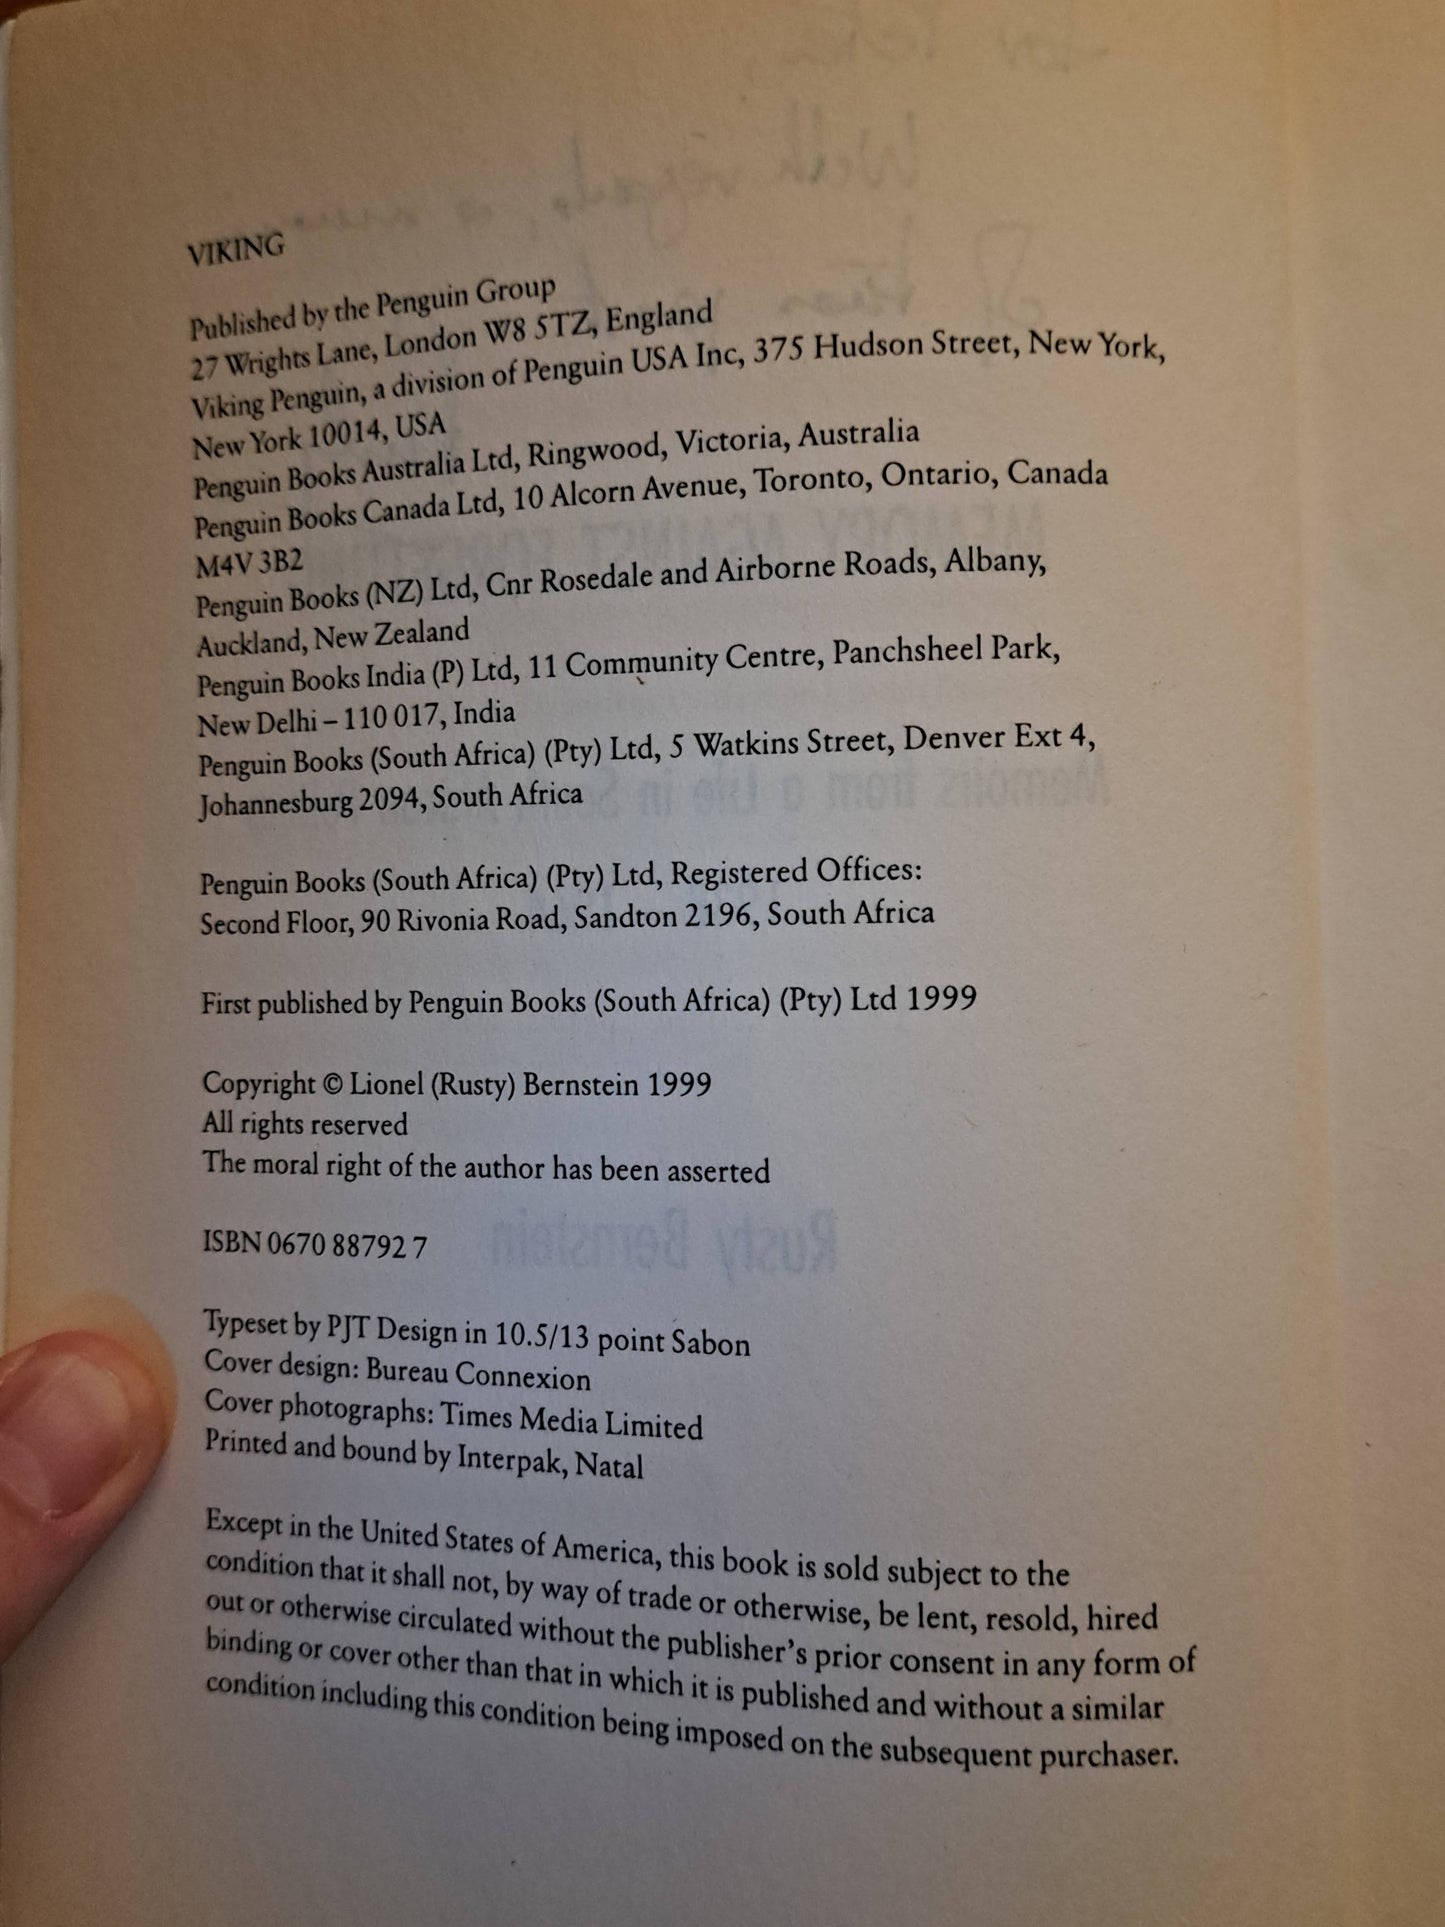 VIKING
Published by the Penguin Group
27 Wrights Lane, London W8 5TZ, England
Viking Penguin, a division of Penguin USA Inc, 375 Hudson Street, New York,
New York 10014, USA
Penguin Books Australia Ltd, Ringwood, Victoria, Australia
Penguin Books Canada Ltd, 10 Alcorn Avenue, Toronto, Ontario, Canada
M4V 3B2
Penguin Books (NZ) Ltd, Cnr Rosedale and Airborne Roads, Albany,
Auckland, New Zealand
Penguin Books India (P) Ltd, 11 Community Centre, Panchsheel Park,
New Delhi – 110 017, India
Penguin Books (South Africa) (Pty) Ltd, 5 Watkins Street, Denver Ext 4,
Johannesburg 2094, South Africa
Penguin Books (South Africa) (Pty) Ltd, Registered Offices:
Second Floor, 90 Rivonia Road, Sandton 2196, South Africa
First published by Penguin Books (South Africa) (Pty) Ltd 1999
Copyright © Lionel (Rusty) Bernstein 1999
All rights reserved
The moral right of the author has been asserted
ISBN 0670 88792 7
Rusty Bernstein
Typeset by PJT Design in 10.5/13 point Sabon
Cover design: Bureau Connexion
Cover photographs: Times Media Limited
Printed and bound by Interpak, Natal
Except in the United States of America, this book is sold subject to the
condition that it shall not, by way of trade or otherwise, be lent, resold, hired
out or otherwise circulated without the publisher's prior consent in any form of
binding or cover other than that in which it is published and without a similar
condition including this condition being imposed on the subsequent purchaser.